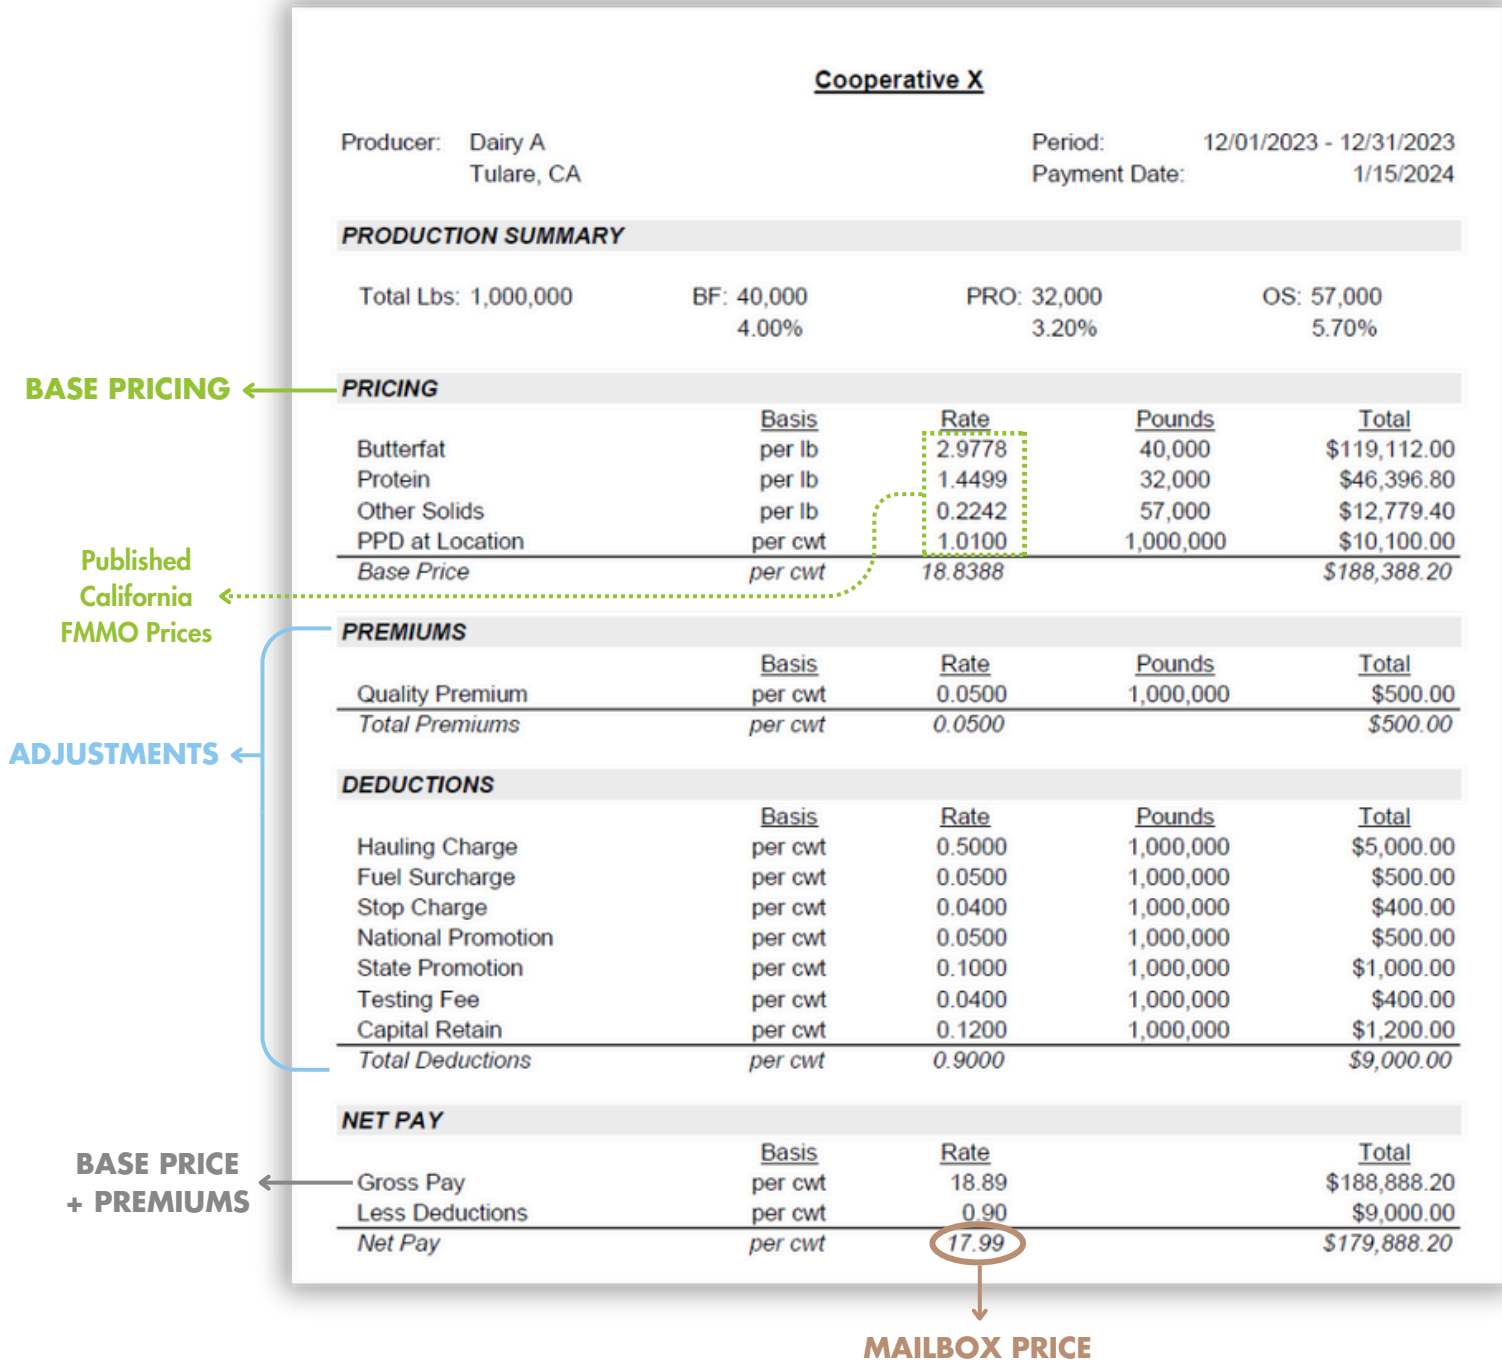 Cooperative X
Producer: Dairy A Period: 12/01/2023 - 12/31/2023
Tulare, CA Payment Date: 1/15/2024
PRODUCTION SUMMARY
Total Lbs: 1,000,000 BF: 40,000 PRO: 32,000 OS: 57,000
4.00% 3.20% 5.70%
BASE PRICING
PRICING
Basis Rate Pounds Total
Butterfat per lb 2.9778 40,000 $119,112.00
Protein per lb 1.4499 32,000 $46,396.80
Other Solids per lb 0.2242 57,000 $12,779.40
PPD at Location per cwt 1.0100 1,000,000 $10,100.00
Base Price per cwt 18.8388 $188,388.20
Published
California
FMMO Prices
PREMIUMS
Basis Rate Pounds Total
Quality Premium per cwt 0.0500 1,000,000 $500.00
Total Premiums per cwt 0.0500 $500.00
ADJUSTMENTS
DEDUCTIONS
Basis Rate Pounds Total
Hauling Charge per cwt 0.5000 1,000,000 $5,000.00
Fuel Surcharge per cwt 0.0500 1,000,000 $500.00
Stop Charge per cwt 0.0400 1,000,000 $400.00
National Promotion per cwt 0.0500 1,000,000 $500.00
State Promotion per cwt 0.1000 1,000,000 $1,000.00
Testing Fee per cwt 0.0400 1,000,000 $400.00
Capital Retain per cwt 0.1200 1,000,000 $1,200.00
Total Deductions per cwt 0.9000 $9,000.00
NET PAY
Basis Rate Total
BASE PRICE
+ PREMIUMS
Gross Pay per cwt 18.89 $188,888.20
Less Deductions per cwt 0.90 $9,000.00
Net Pay per cwt 17.99 $179,888.20
MAILBOX PRICE